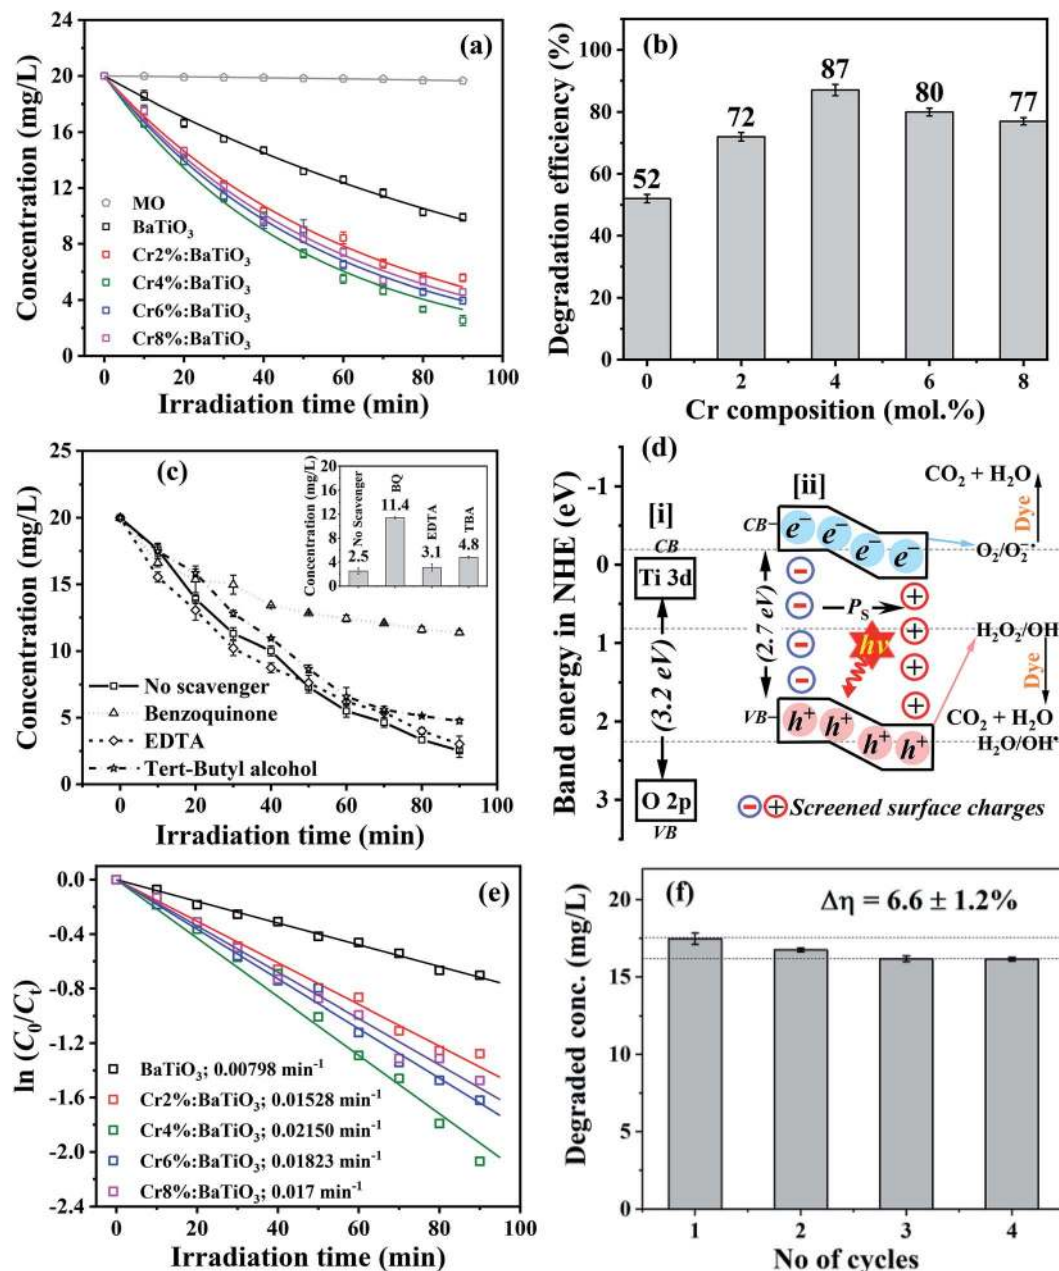 (a)
Concentration (mg/L)
24
20
16
12
8
4
0
MO
BaTiO₃
Cr2%:BaTiO₃
Cr4%:BaTiO₃
Cr6%:BaTiO₃
Cr8%:BaTiO₃
0 20 40 60 80 100
Irradiation time (min)
(b)
Degradation efficiency (%)
100
80
60
40
20
0
52
72
87
80
77
0 2 4 6 8
Cr composition (mol.%)
(c)
Concentration (mg/L)
25
20
15
10
5
0
No scavenger
Benzoquinone
EDTA
Tert-Butyl alcohol
0 20 40 60 80 100
Irradiation time (min)
Concentration (mg/L)
20
16
12
8
4
0
No Scavenger
BQ
EDTA
TBA
2.5
11.4
3.1
4.8
(d)
Band energy in NHE (eV)
-1
0
1
2
3
[i]
CB
Ti 3d
(3.2 eV)
O 2p
VB
[ii]
CB
e⁻ e⁻ e⁻ e⁻
(2.7 eV)
P_S
hν
VB
h⁺ h⁺ h⁺ h⁺
CO₂ + H₂O
Dye
O₂/O₂⁻•
H₂O₂/OH
Dye
CO₂ + H₂O
H₂O/OH•
Screened surface charges
(e)
ln (C₀/Cₜ)
0.0
-0.4
-0.8
-1.2
-1.6
-2.0
-2.4
BaTiO₃; 0.00798 min⁻¹
Cr2%:BaTiO₃; 0.01528 min⁻¹
Cr4%:BaTiO₃; 0.02150 min⁻¹
Cr6%:BaTiO₃; 0.01823 min⁻¹
Cr8%:BaTiO₃; 0.017 min⁻¹
0 20 40 60 80 100
Irradiation time (min)
(f)
Δη = 6.6 ± 1.2%
Degraded conc. (mg/L)
20
15
10
5
0
1 2 3 4
No of cycles